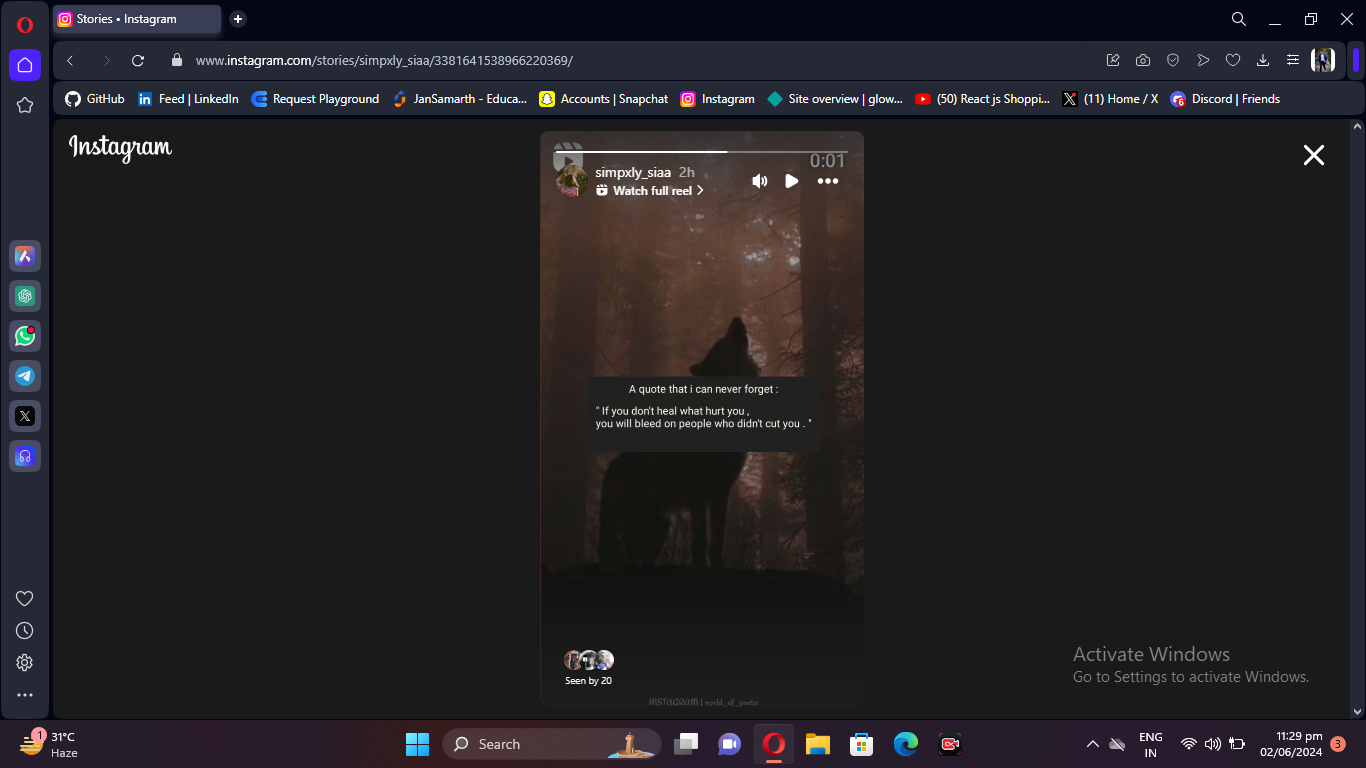 Stories • Instagram
www.instagram.com/stories/simpxly_siaa/3381641538966220369/
GitHub
Feed | LinkedIn
Request Playground
JanSamarth - Educa...
Accounts | Snapchat
Instagram
Site overview | glow...
(50) React js Shoppi...
(11) Home / X
Discord | Friends
Instagram
0:01
simpxly_siaa 2h
Watch full reel
A quote that i can never forget :
" If you don't heal what hurt you ,
you will bleed on people who didn't cut you . "
Seen by 20
INSTAGRAM | world_of_poetu
Activate Windows
Go to Settings to activate Windows.
1
31°C
Haze
Search
ENG
IN
11:29 pm
02/06/2024
3